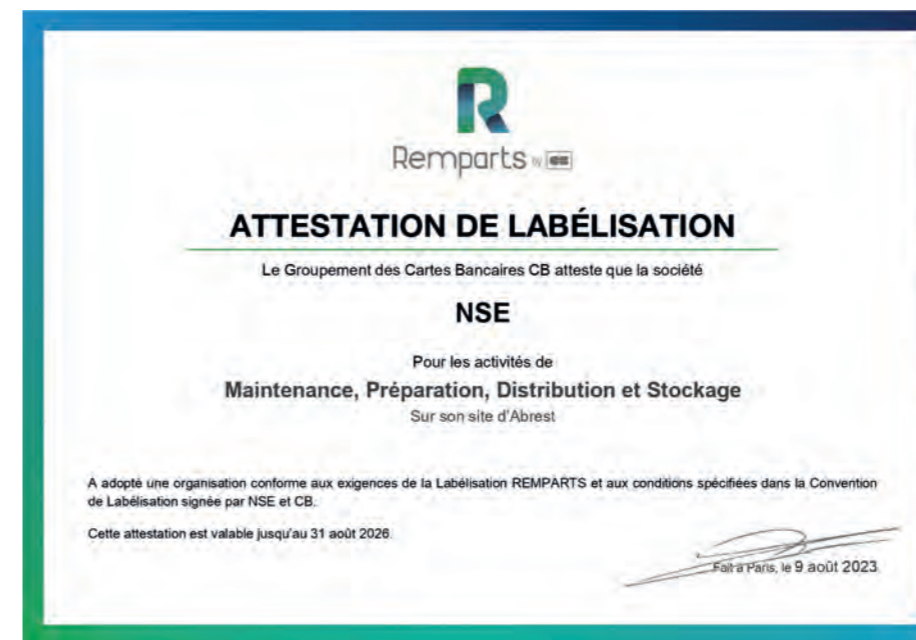 R
Remparts by CB
ATTESTATION DE LABÉLISATION
Le Groupement des Cartes Bancaires CB atteste que la société
NSE
Pour les activités de
Maintenance, Préparation, Distribution et Stockage
Sur son site d'Abrest
A adopté une organisation conforme aux exigences de la Labélisation REMPARTS et aux conditions spécifiées dans la Convention
de Labélisation signée par NSE et CB.
Cette attestation est valable jusqu'au 31 août 2026.
Fait à Paris, le 9 août 2023